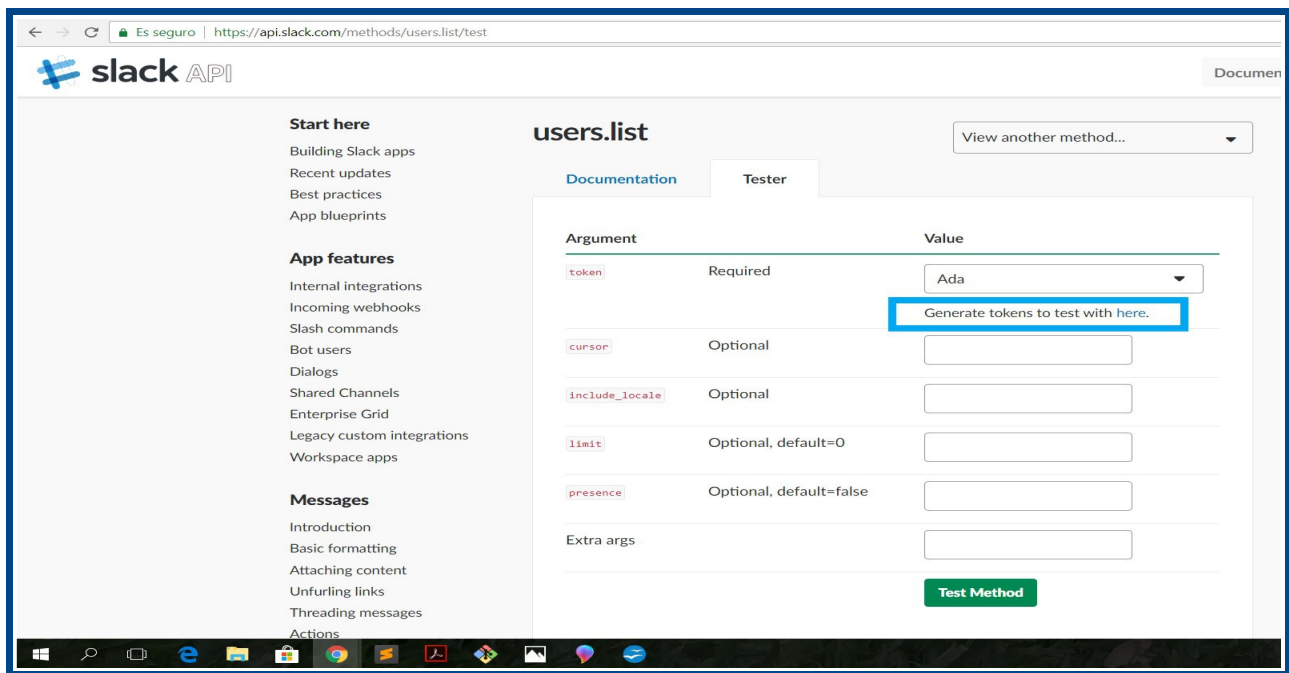 Es seguro | https://api.slack.com/methods/users.list/test
slack API
Documen
Start here
Building Slack apps
Recent updates
Best practices
App blueprints
App features
Internal integrations
Incoming webhooks
Slash commands
Bot users
Dialogs
Shared Channels
Enterprise Grid
Legacy custom integrations
Workspace apps
Messages
Introduction
Basic formatting
Attaching content
Unfurling links
Threading messages
Actions
users.list
View another method...
Documentation Tester
Argument Value
token Required Ada
Generate tokens to test with here.
cursor Optional
include_locale Optional
limit Optional, default=0
presence Optional, default=false
Extra args
Test Method